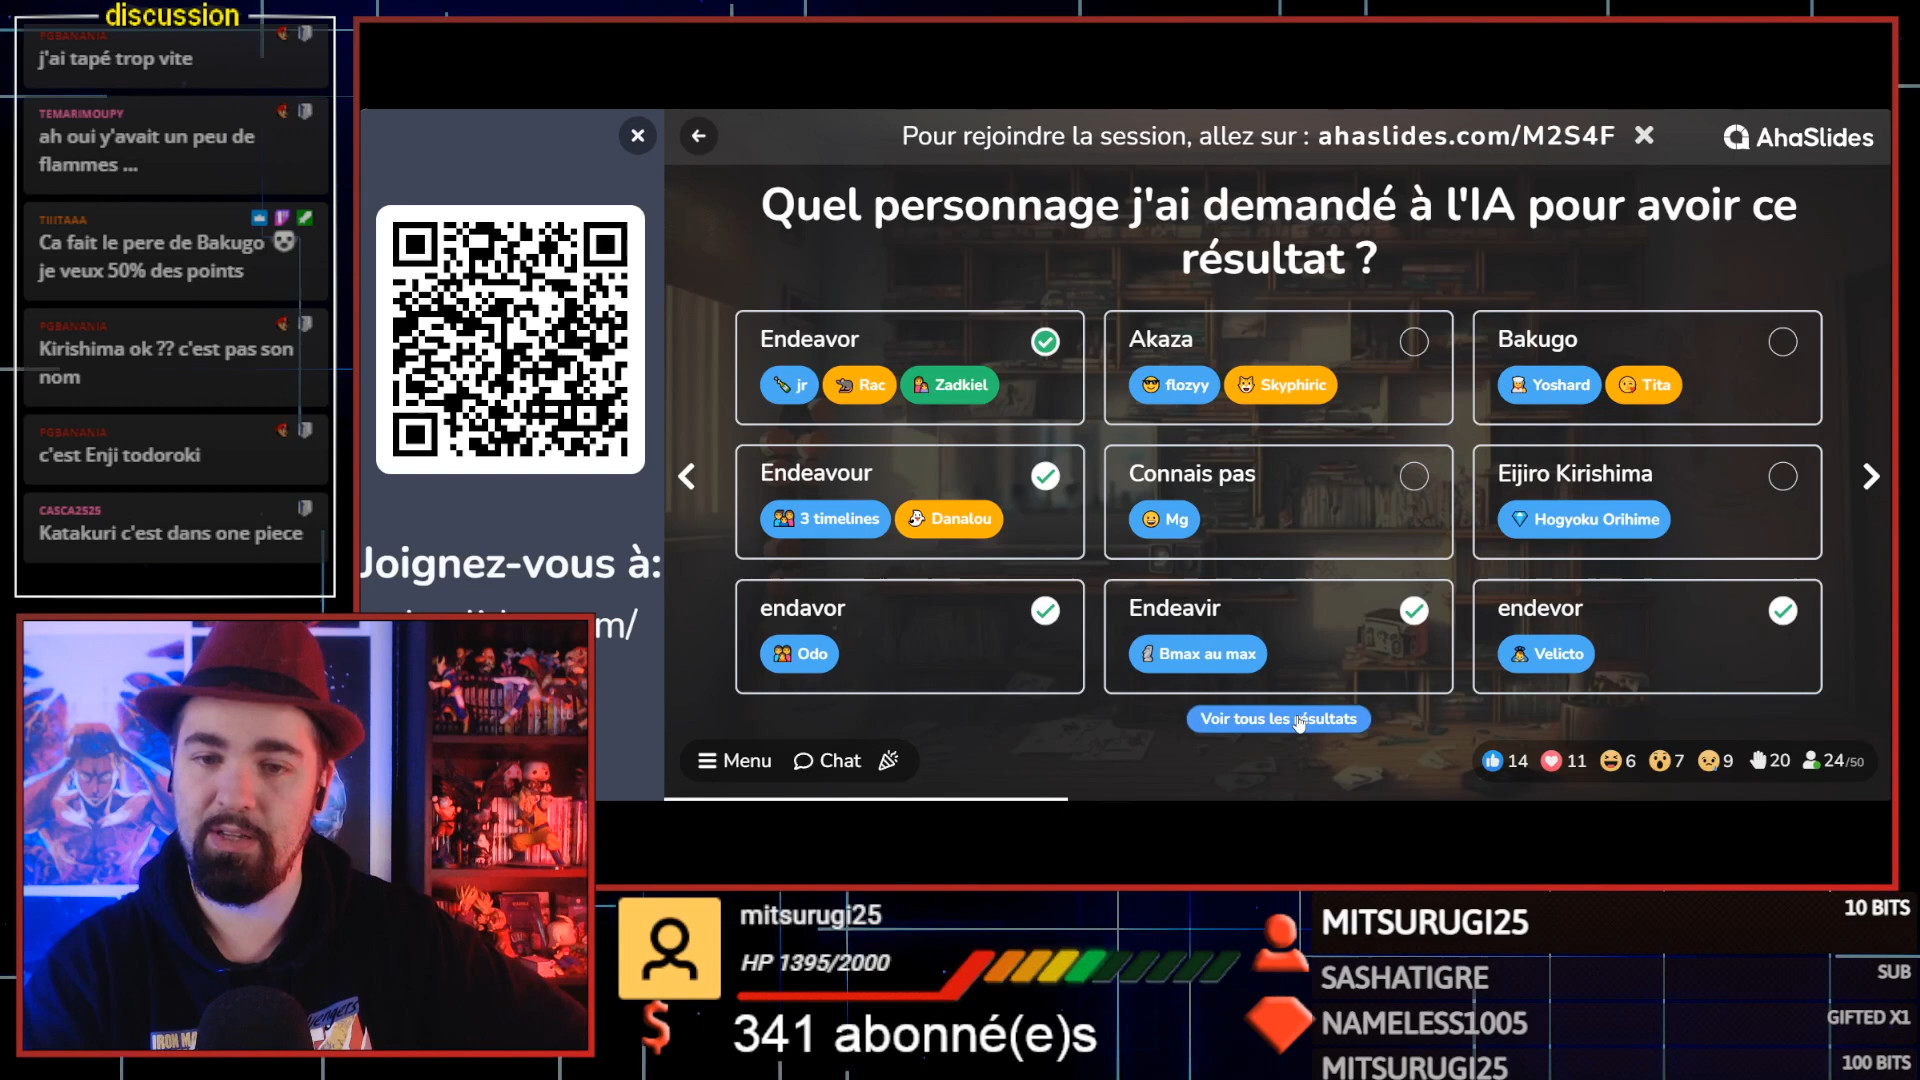 discussion
PGBANANIA
j'ai tapé trop vite
TEMARIMOUPY
ah oui y'avait un peu de
flammes ...
TIIITAAA
Ca fait le pere de Bakugo
je veux 50% des points
PGBANANIA
Kirishima ok ?? c'est pas son
nom
PGBANANIA
c'est Enji todoroki
CASCA2525
Katakuri c'est dans one piece
Joignez-vous à:
m/
Pour rejoindre la session, allez sur : ahaslides.com/M2S4F
AhaSlides
Quel personnage j'ai demandé à l'IA pour avoir ce
résultat ?
Endeavor
jr Rac Zadkiel
Akaza
flozyy Skyphiric
Bakugo
Yoshard Tita
Endeavour
3 timelines Danalou
Connais pas
Mg
Eijiro Kirishima
Hogyoku Orihime
endavor
Odo
Endeavir
Bmax au max
endevor
Velicto
Voir tous les résultats
Menu Chat
14 11 6 7 9 20 24/50
IRON MA
mitsurugi25
HP 1395/2000
341 abonné(e)s
MITSURUGI25 10 BITS
SASHATIGRE SUB
NAMELESS1005 GIFTED X1
MITSURUGI25 100 BITS